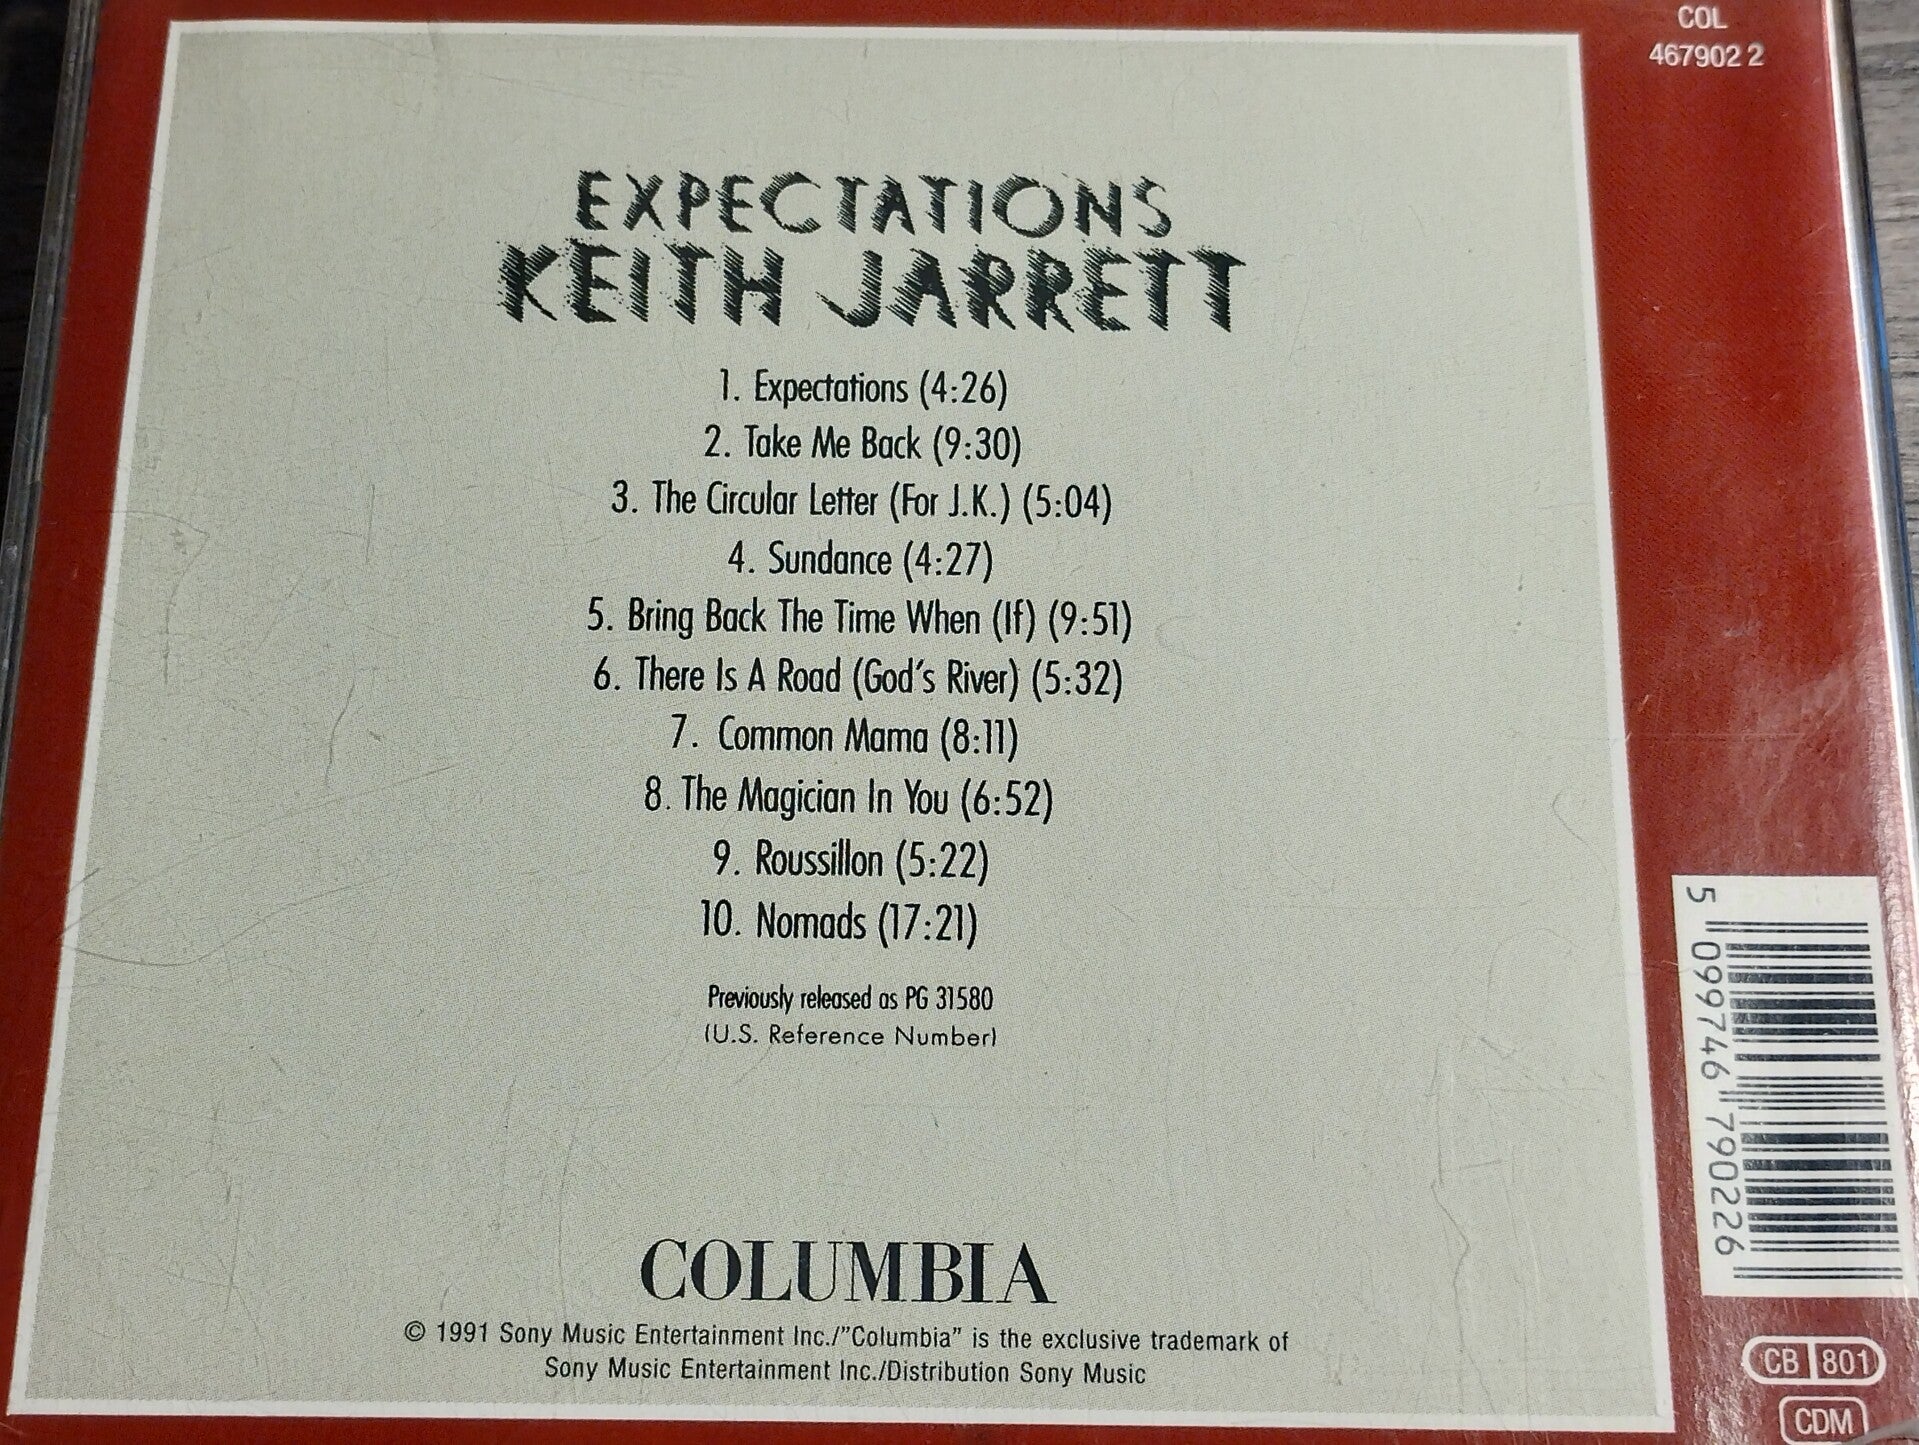 COL
467902 2
EXPECTATIONS
KEITH JARRETT
1. Expectations (4:26)
2. Take Me Back (9:30)
3. The Circular Letter (For J.K.) (5:04)
4. Sundance (4:27)
5. Bring Back The Time When (If) (9:51)
6. There Is A Road (God's River) (5:32)
7. Common Mama (8:11)
8. The Magician In You (6:52)
9. Roussillon (5:22)
10. Nomads (17:21)
Previously released as PG 31580
(U.S. Reference Number)
COLUMBIA
© 1991 Sony Music Entertainment Inc./"Columbia" is the exclusive trademark of
Sony Music Entertainment Inc./Distribution Sony Music
5 099746 790226
CB 801
CDM